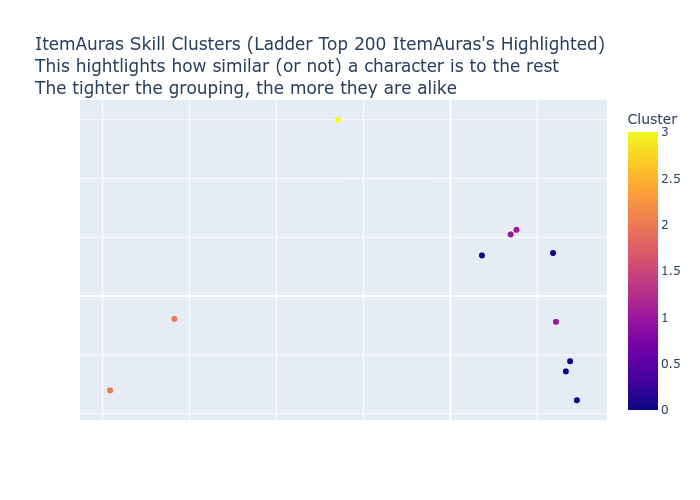 ItemAuras Skill Clusters (Ladder Top 200 ItemAuras's Highlighted)
This hightlights how similar (or not) a character is to the rest
The tighter the grouping, the more they are alike
Cluster
3
2.5
2
1.5
1
0.5
0